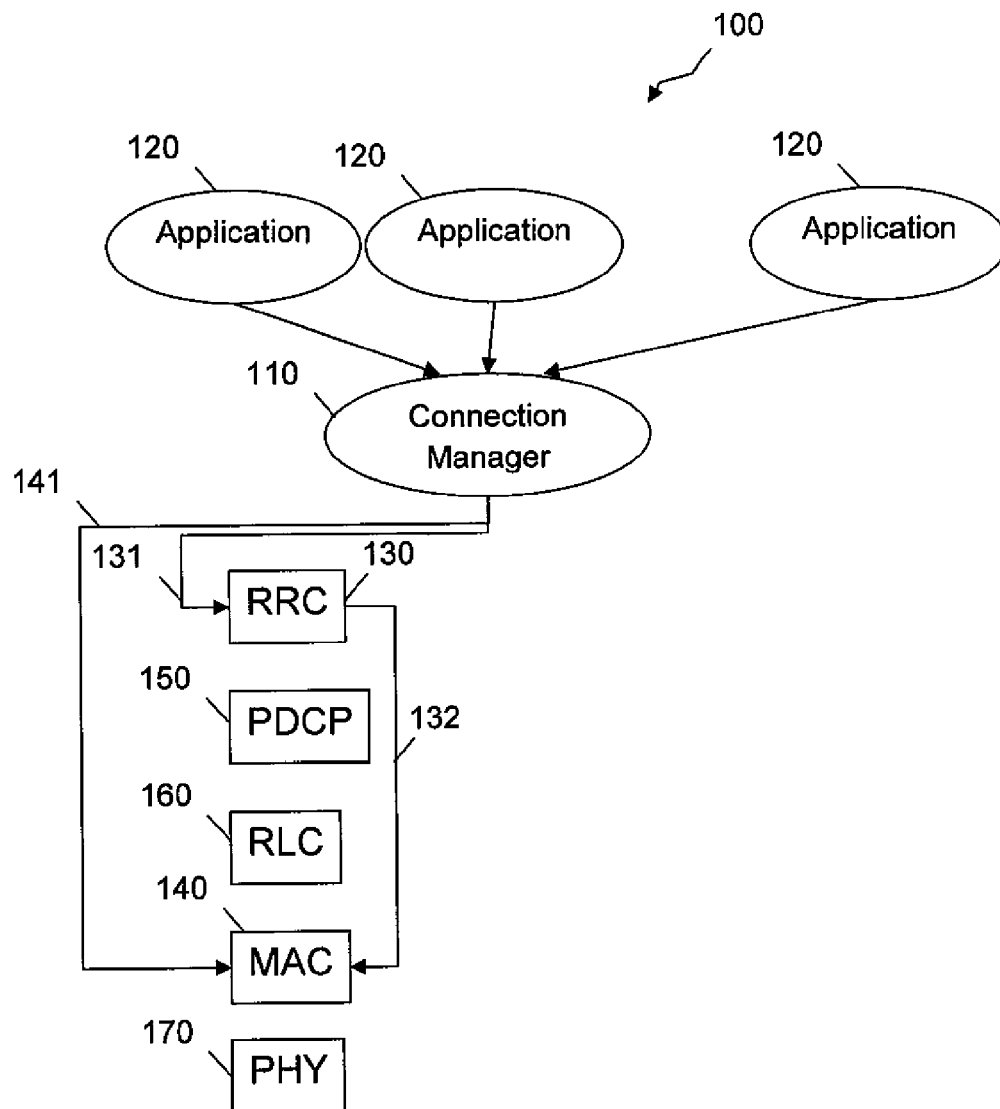 100
120
120
120
Application
Application
Application
110
Connection
Manager
141
131
130
RRC
150
PDCP
132
160
RLC
140
MAC
170
PHY